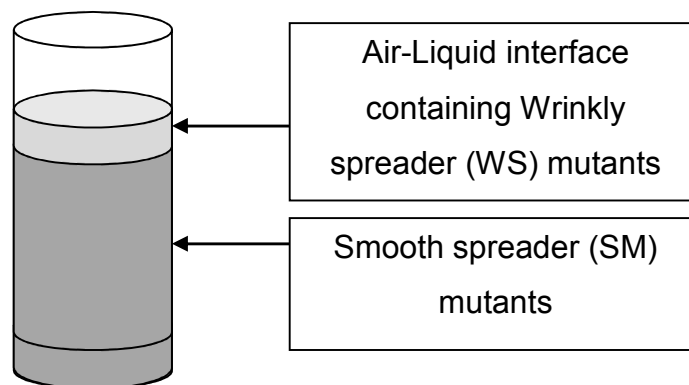 Air-Liquid interface
containing Wrinkly
spreader (WS) mutants
Smooth spreader (SM)
mutants